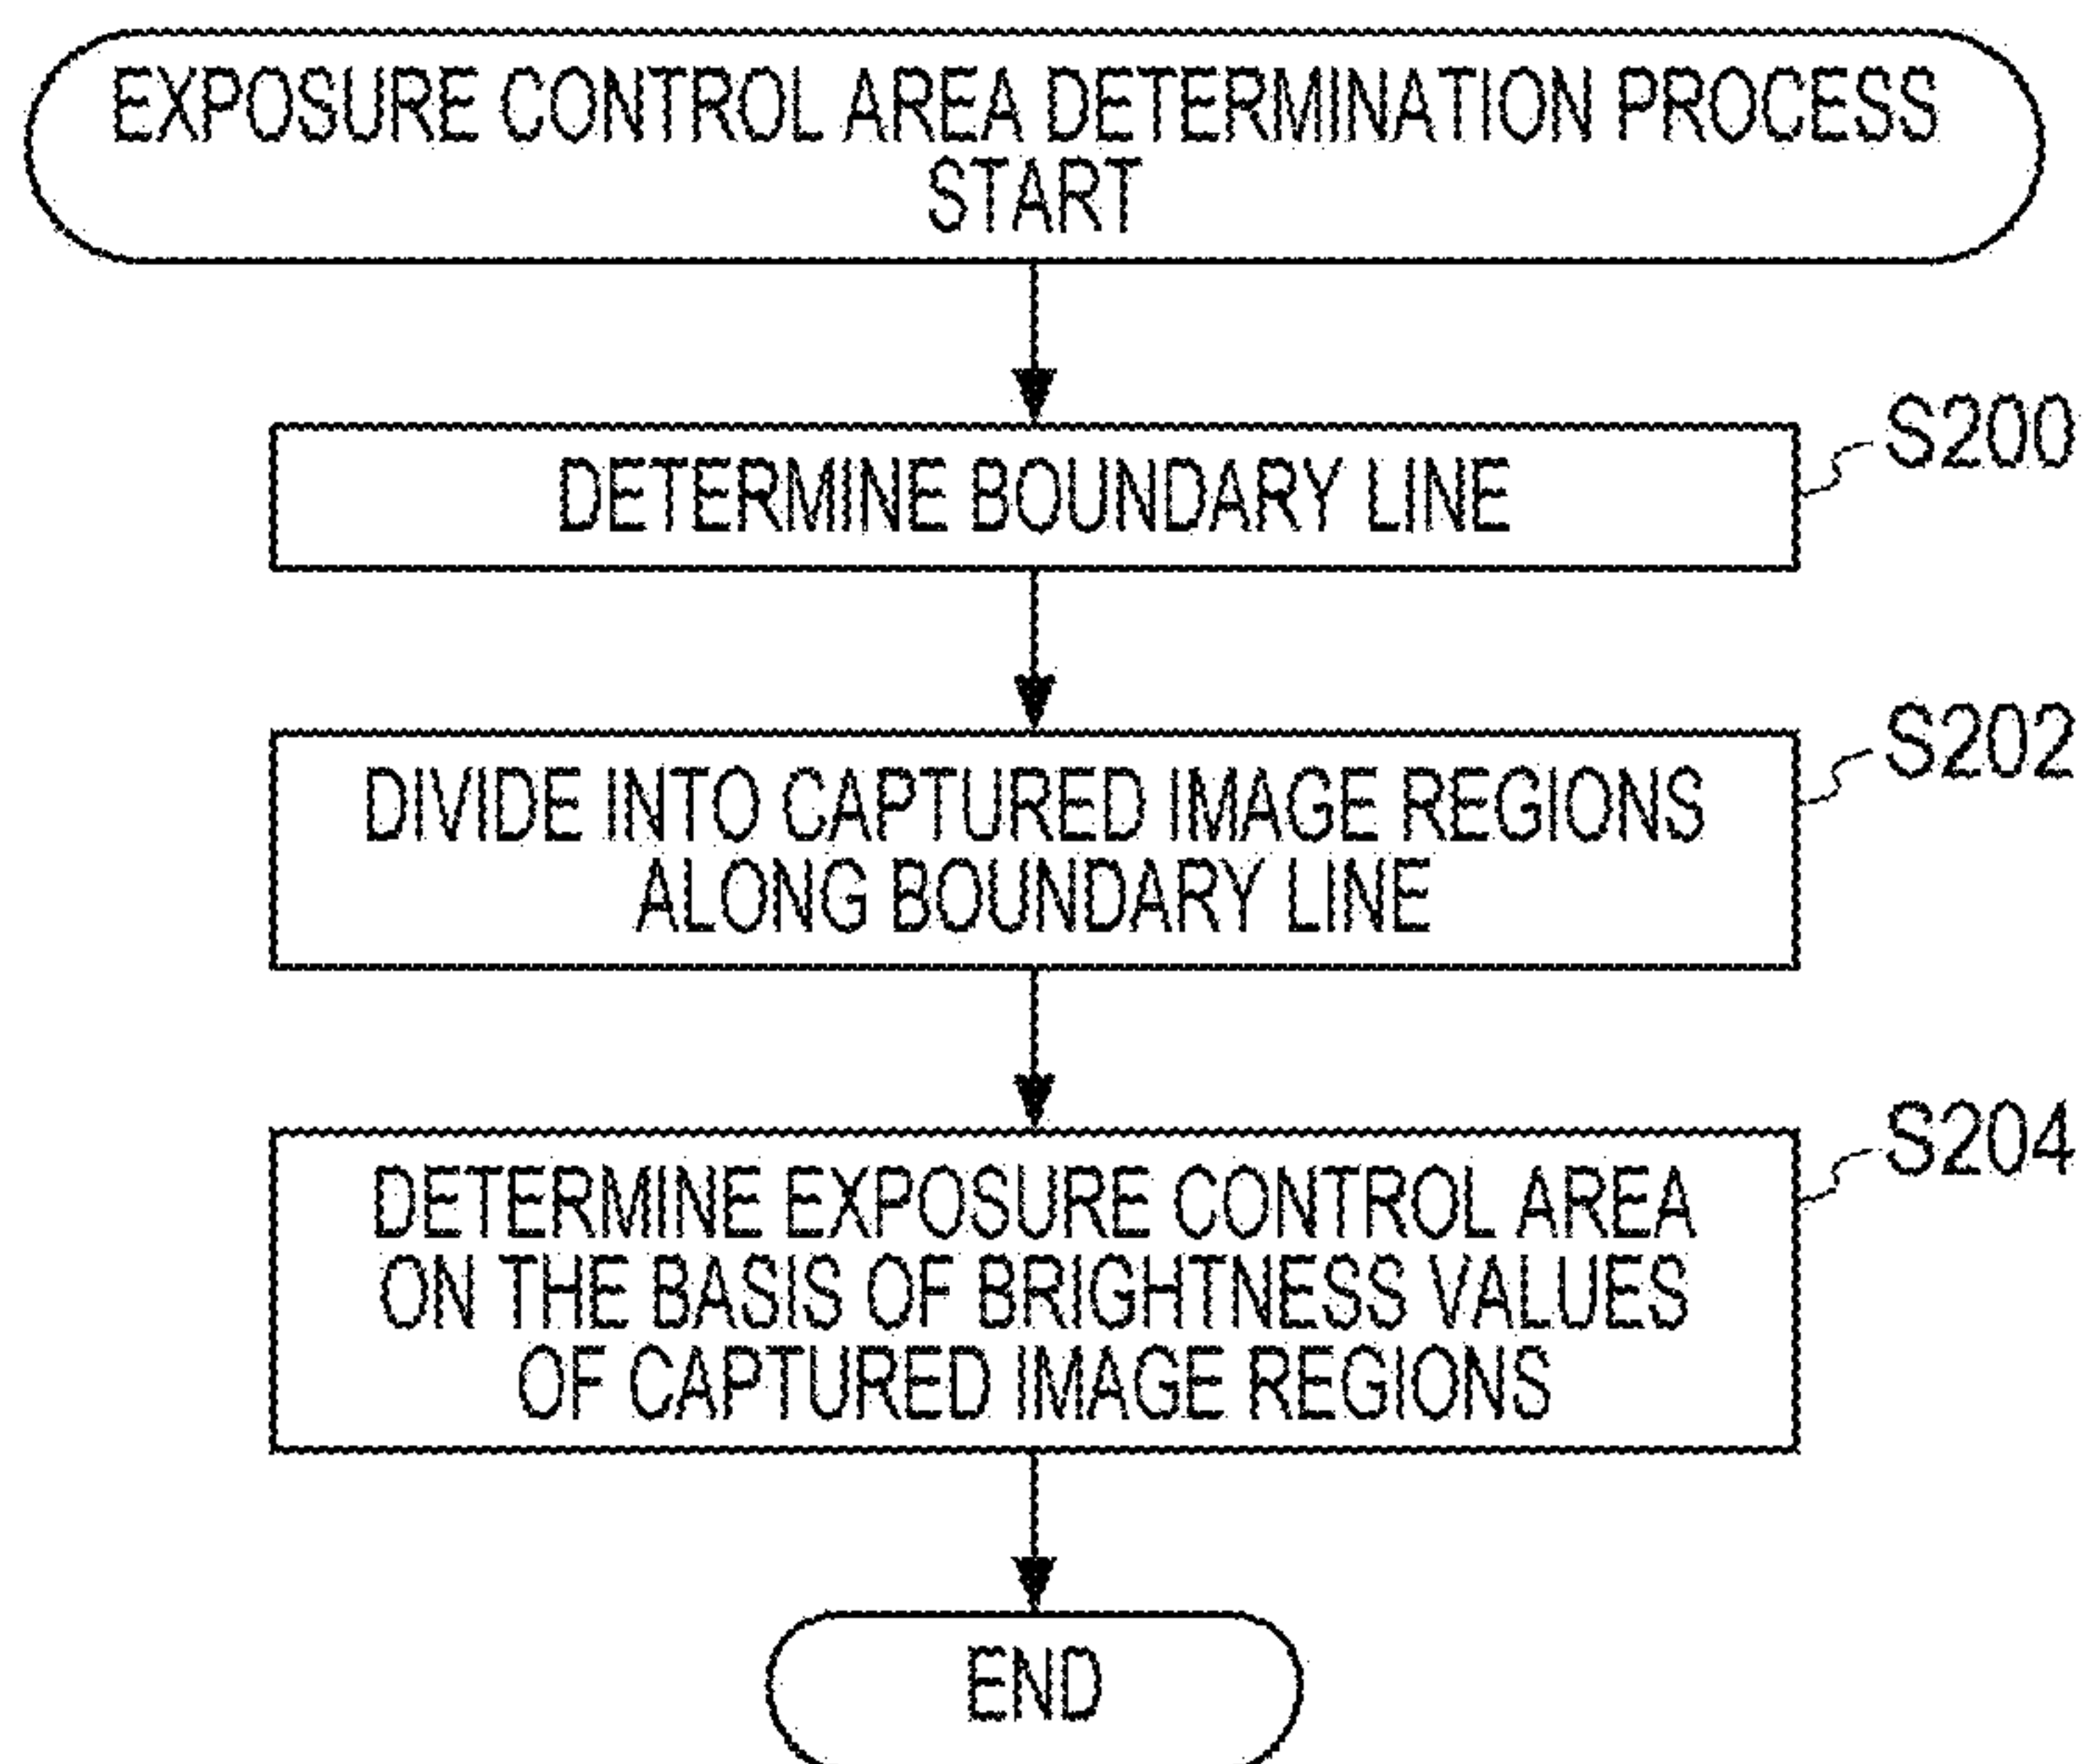 EXPOSURE CONTROL AREA DETERMINATION PROCESS
START
S200
DETERMINE BOUNDARY LINE
S202
DIVIDE INTO CAPTURED IMAGE REGIONS
ALONG BOUNDARY LINE
S204
DETERMINE EXPOSURE CONTROL AREA
ON THE BASIS OF BRIGHTNESS VALUES
OF CAPTURED IMAGE REGIONS
END